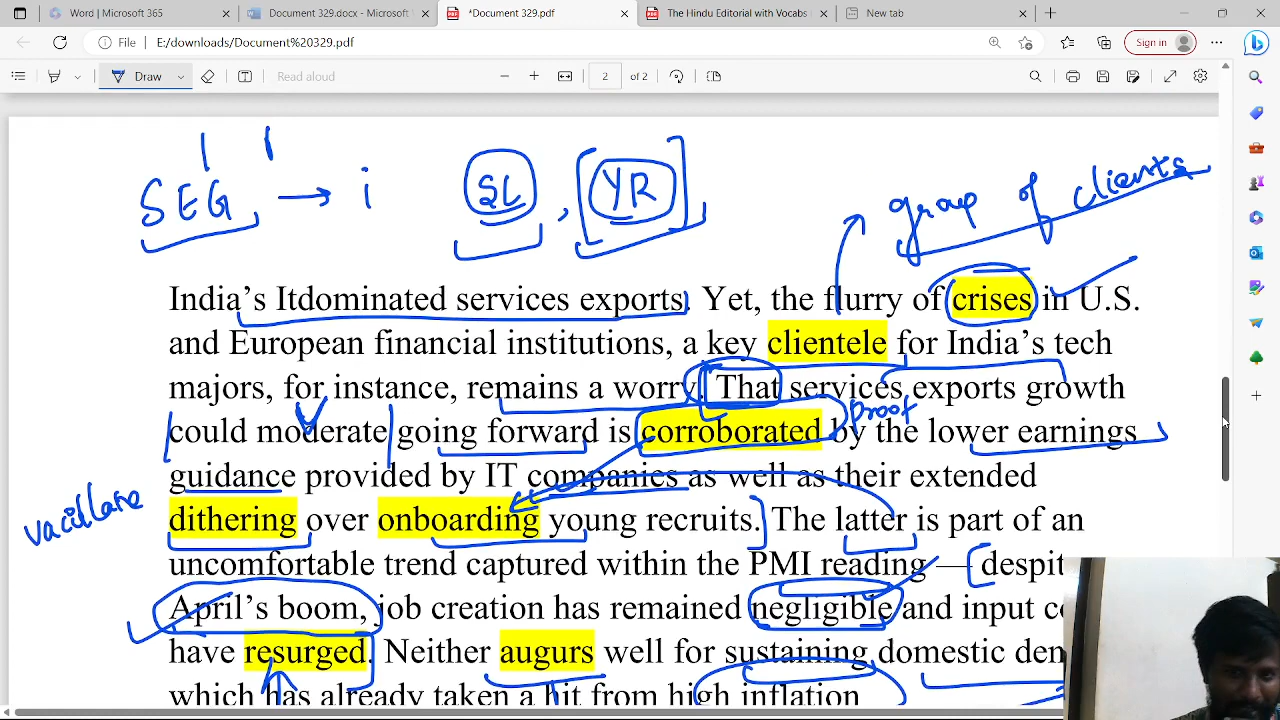 Word | Microsoft 365
Document 329.docx - Microsoft
*Document 329.pdf
The Hindu Editorial with Vocabs
New tab
File E:/downloads/Document%20329.pdf
Sign in
Draw
Read aloud
2 of 2
SEG → i SL , [YR]
group of clients
India's Itdominated services exports. Yet, the flurry of crises in U.S.
and European financial institutions, a key clientele for India's tech
majors, for instance, remains a worry. That services exports growth
proof
could moderate going forward is corroborated by the lower earnings
guidance provided by IT companies as well as their extended
vacillate
dithering over onboarding young recruits. The latter is part of an
uncomfortable trend captured within the PMI reading — despit
April's boom, job creation has remained negligible and input co
have resurged. Neither augurs well for sustaining domestic den
which has already taken a hit from high inflation